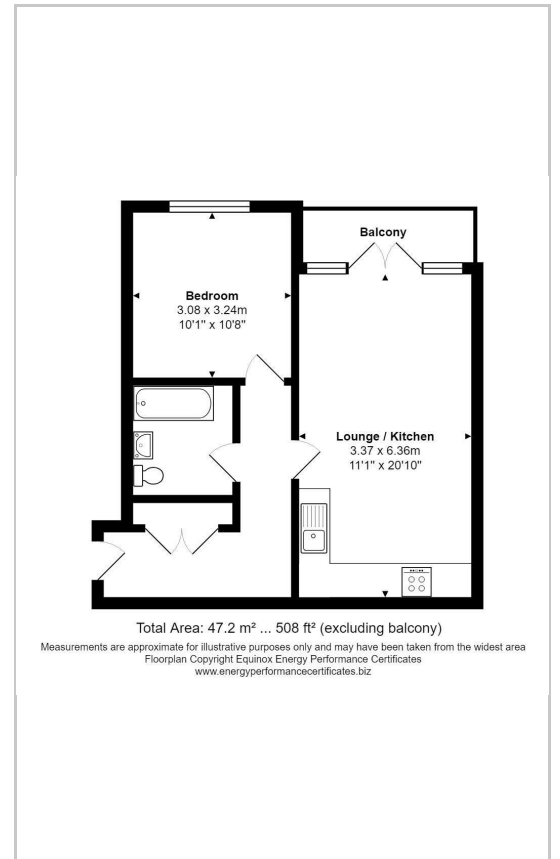 Balcony
Bedroom
3.08 x 3.24m
10'1" x 10'8"
Lounge / Kitchen
3.37 x 6.36m
11'1" x 20'10"
Total Area: 47.2 m² ... 508 ft² (excluding balcony)
Measurements are approximate for illustrative purposes only and may have been taken from the widest area
Floorplan Copyright Equinox Energy Performance Certificates
www.energyperformancecertificates.biz